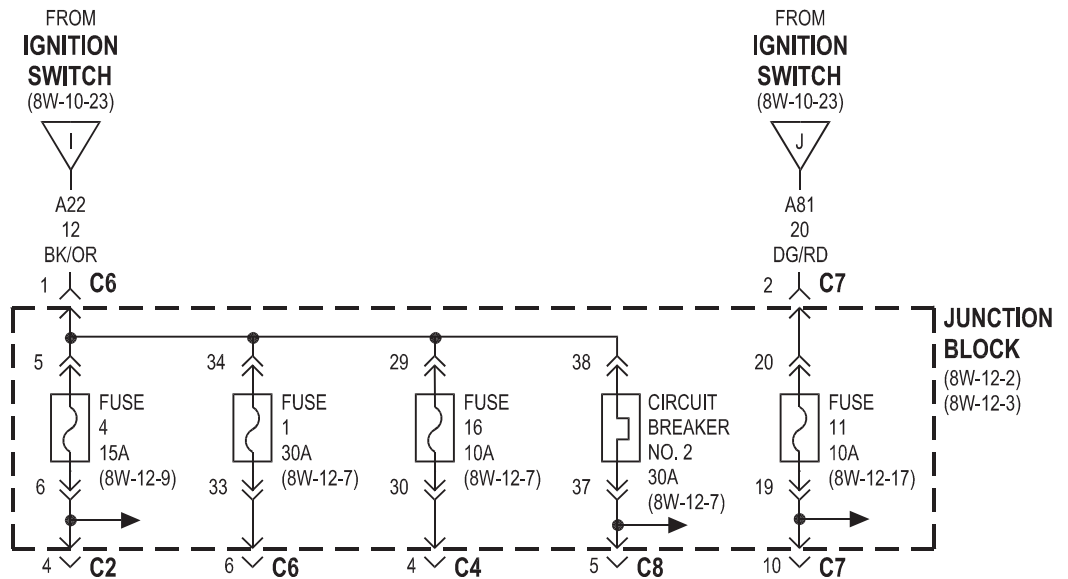 FROM
IGNITION
SWITCH
(8W-10-23)
I
A22
12
BK/OR
1 C6
FROM
IGNITION
SWITCH
(8W-10-23)
J
A81
20
DG/RD
2 C7
JUNCTION
BLOCK
(8W-12-2)
(8W-12-3)
5
FUSE
4
15A
(8W-12-9)
6
4 C2
34
FUSE
1
30A
(8W-12-7)
33
6 C6
29
FUSE
16
10A
(8W-12-7)
30
4 C4
38
CIRCUIT
BREAKER
NO. 2
30A
(8W-12-7)
37
5 C8
20
FUSE
11
10A
(8W-12-17)
19
10 C7